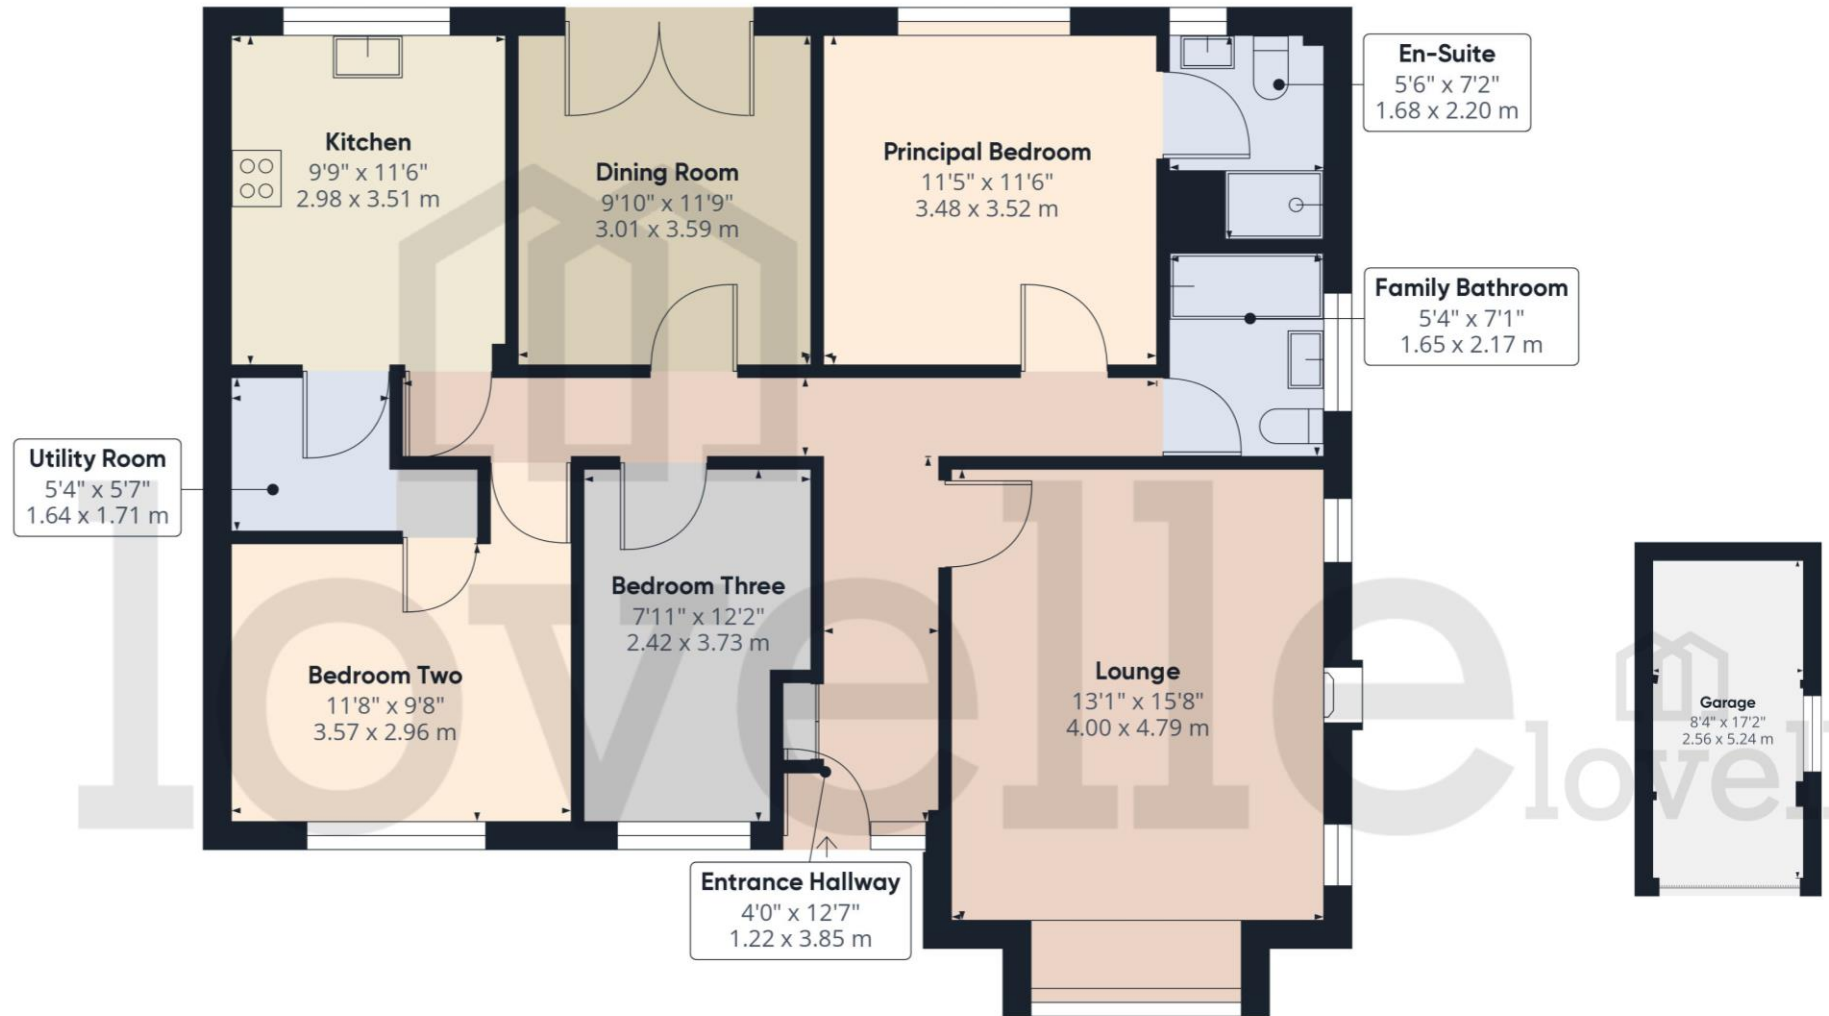 Kitchen
9'9" x 11'6"
2.98 x 3.51 m
Dining Room
9'10" x 11'9"
3.01 x 3.59 m
Principal Bedroom
11'5" x 11'6"
3.48 x 3.52 m
En-Suite
5'6" x 7'2"
1.68 x 2.20 m
Family Bathroom
5'4" x 7'1"
1.65 x 2.17 m
Utility Room
5'4" x 5'7"
1.64 x 1.71 m
Bedroom Two
11'8" x 9'8"
3.57 x 2.96 m
Bedroom Three
7'11" x 12'2"
2.42 x 3.73 m
Lounge
13'1" x 15'8"
4.00 x 4.79 m
Entrance Hallway
4'0" x 12'7"
1.22 x 3.85 m
Garage
8'4" x 17'2"
2.56 x 5.24 m
lovelle
lovell